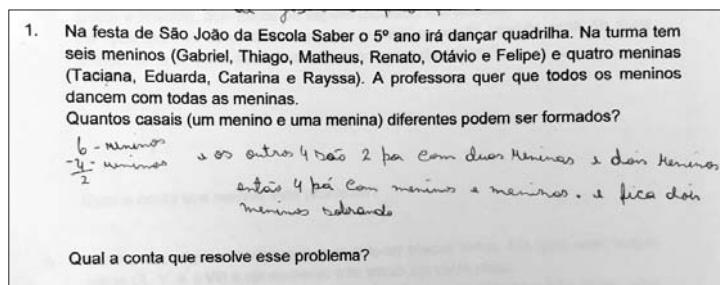 1. Na festa de São João da Escola Saber o 5º ano irá dançar quadrilha. Na turma tem
seis meninos (Gabriel, Thiago, Matheus, Renato, Otávio e Felipe) e quatro meninas
(Taciana, Eduarda, Catarina e Rayssa). A professora quer que todos os meninos
dancem com todas as meninas.
Quantos casais (um menino e uma menina) diferentes podem ser formados?
6 - meninos
-4 - meninas
2
e os outros 4 são 2 par com duas meninas e dois meninos
então 4 pá com menino e meninas. e fica dois
meninos sobrando
Qual a conta que resolve esse problema?